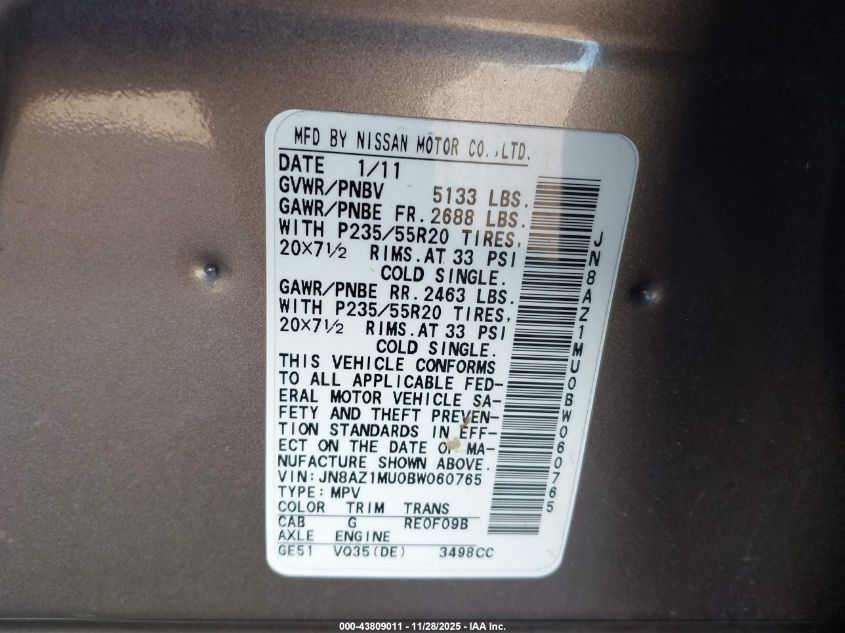 MFD BY NISSAN MOTOR CO.,LTD.
DATE 1/11
GVWR/PNBV 5133 LBS.
GAWR/PNBE FR. 2688 LBS.
WITH P235/55R20 TIRES,
20×7½ RIMS.AT 33 PSI
COLD SINGLE.
GAWR/PNBE RR. 2463 LBS.
WITH P235/55R20 TIRES,
20×7½ RIMS.AT 33 PSI
COLD SINGLE.
THIS VEHICLE CONFORMS
TO ALL APPLICABLE FED-
ERAL MOTOR VEHICLE SA-
FETY AND THEFT PREVEN-
TION STANDARDS IN EFF-
ECT ON THE DATE OF MA-
NUFACTURE SHOWN ABOVE.
VIN:JN8AZ1MU0BW060765
TYPE:MPV
COLOR TRIM TRANS
CAB G RE0F09B
AXLE ENGINE
GE51 VQ35(DE) 3498CC
JN8AZ1MU0BW060765
000-43809011 - 11/28/2025 - IAA Inc.